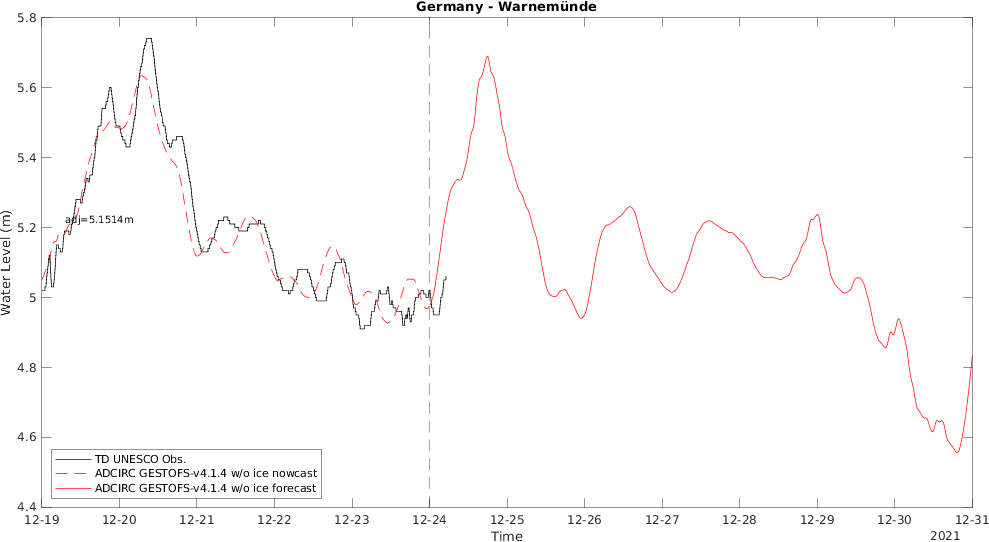 Germany - Warnemünde
5.8
5.6
5.4
5.2
5
4.8
4.6
4.4
Water Level (m)
adj=5.1514m
TD UNESCO Obs.
ADCIRC GESTOFS-v4.1.4 w/o ice nowcast
ADCIRC GESTOFS-v4.1.4 w/o ice forecast
12-19 12-20 12-21 12-22 12-23 12-24 12-25 12-26 12-27 12-28 12-29 12-30 12-31
Time
2021